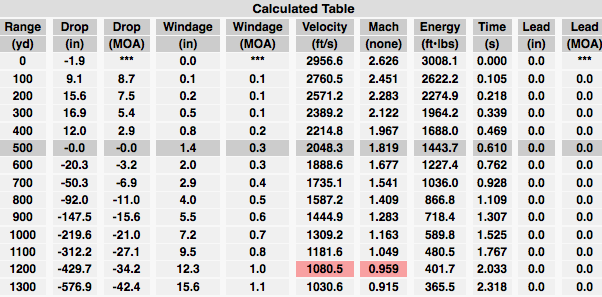 Calculated Table
Range Drop Drop Windage Windage Velocity Mach Energy Time Lead Lead
(yd) (in) (MOA) (in) (MOA) (ft/s) (none) (ft•lbs) (s) (in) (MOA)
0 -1.9 *** 0.0 *** 2956.6 2.626 3008.1 0.000 0.0 ***
100 9.1 8.7 0.1 0.1 2760.5 2.451 2622.2 0.105 0.0 0.0
200 15.6 7.5 0.2 0.1 2571.2 2.283 2274.9 0.218 0.0 0.0
300 16.9 5.4 0.5 0.1 2389.2 2.122 1964.2 0.339 0.0 0.0
400 12.0 2.9 0.8 0.2 2214.8 1.967 1688.0 0.469 0.0 0.0
500 -0.0 -0.0 1.4 0.3 2048.3 1.819 1443.7 0.610 0.0 0.0
600 -20.3 -3.2 2.0 0.3 1888.6 1.677 1227.4 0.762 0.0 0.0
700 -50.3 -6.9 2.9 0.4 1735.1 1.541 1036.0 0.928 0.0 0.0
800 -92.0 -11.0 4.0 0.5 1587.2 1.409 866.8 1.109 0.0 0.0
900 -147.5 -15.6 5.5 0.6 1444.9 1.283 718.4 1.307 0.0 0.0
1000 -219.6 -21.0 7.2 0.7 1309.2 1.163 589.8 1.525 0.0 0.0
1100 -312.2 -27.1 9.5 0.8 1181.6 1.049 480.5 1.767 0.0 0.0
1200 -429.7 -34.2 12.3 1.0 1080.5 0.959 401.7 2.033 0.0 0.0
1300 -576.9 -42.4 15.6 1.1 1030.6 0.915 365.5 2.318 0.0 0.0